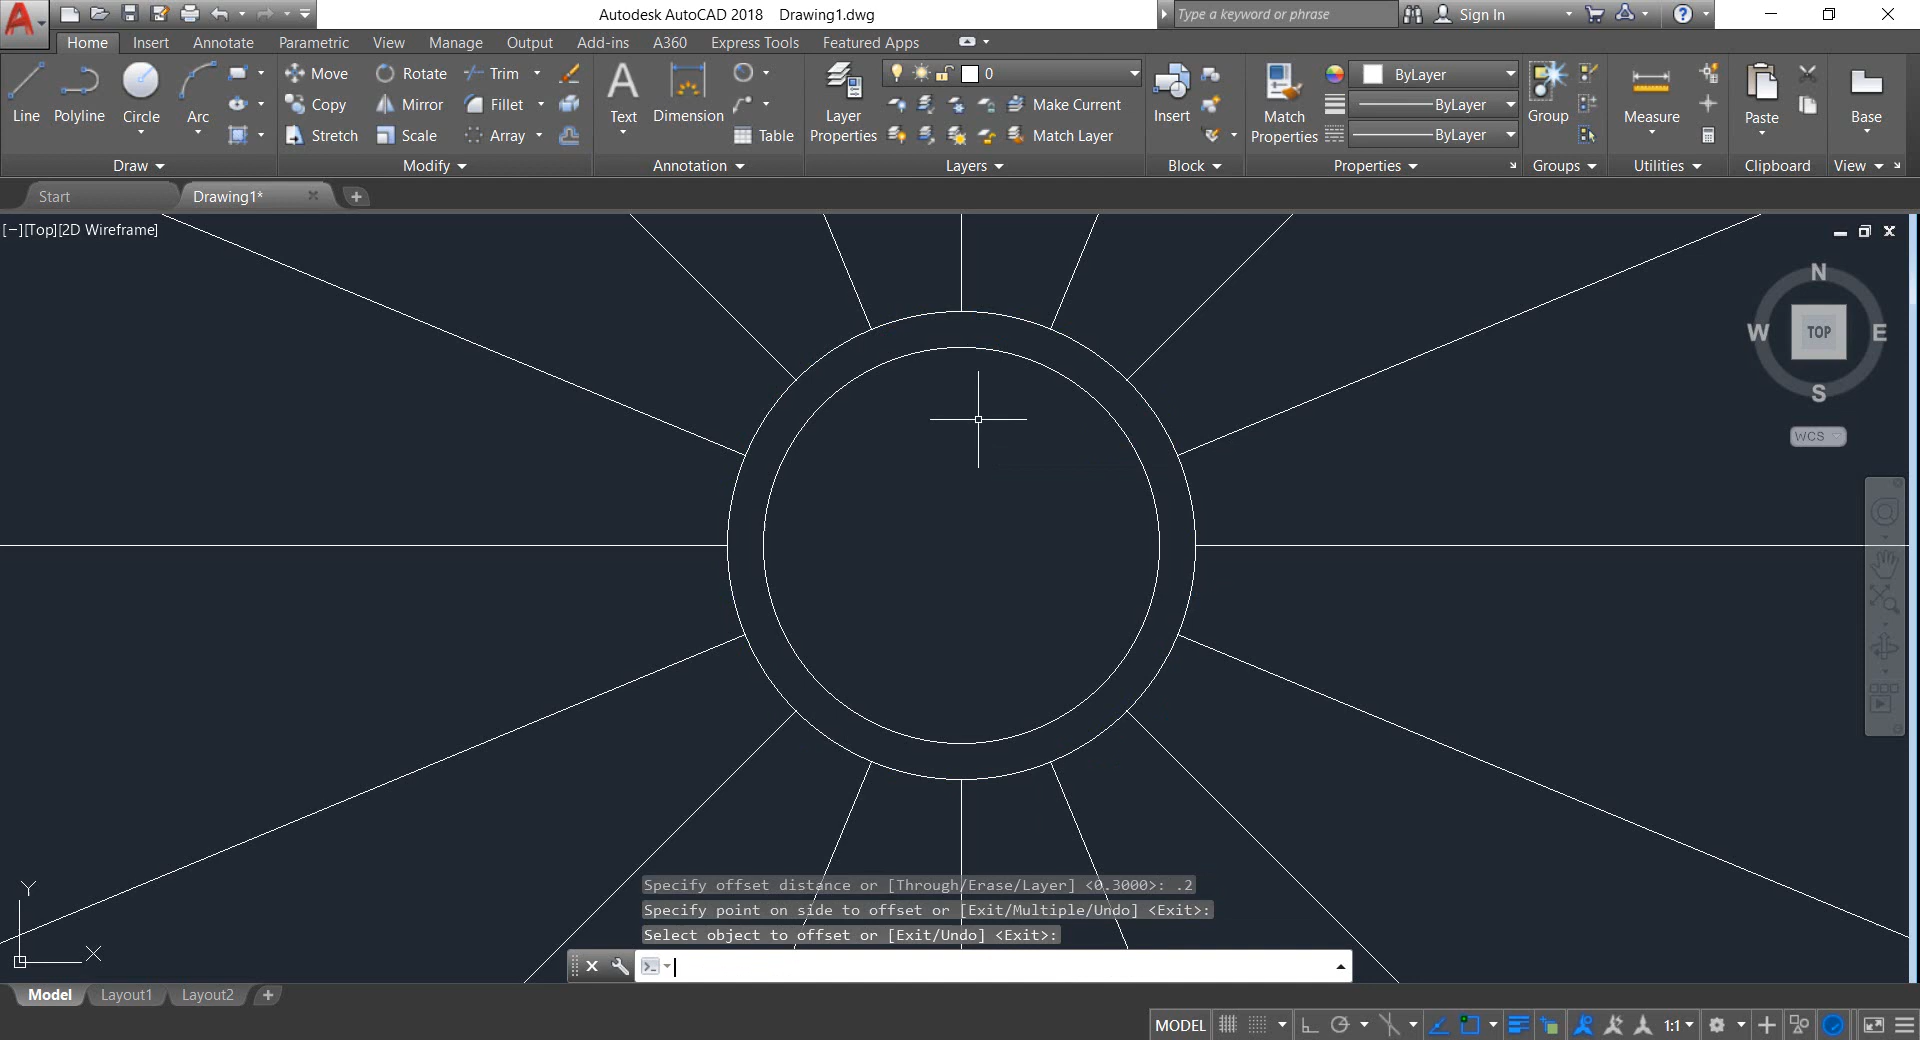 Autodesk AutoCAD 2018 Drawing1.dwg
Type a keyword or phrase
Sign In
Home Insert Annotate Parametric View Manage Output Add-ins A360 Express Tools Featured Apps
Line
Polyline
Circle
Arc
Draw
Move Rotate Trim
Copy Mirror Fillet
Stretch Scale Array
Modify
Text
Dimension
Table
Annotation
Layer
Properties
0
Make Current
Match Layer
Layers
Insert
Block
Match
Properties
ByLayer
ByLayer
ByLayer
Properties
Group
Groups
Measure
Utilities
Paste
Clipboard
Base
View
Start Drawing1*
[−][Top][2D Wireframe]
N
W TOP E
S
WCS
Y
X
Specify offset distance or [Through/Erase/Layer] <0.3000>: .2
Specify point on side to offset or [Exit/Multiple/Undo] <Exit>:
Select object to offset or [Exit/Undo] <Exit>:
Model Layout1 Layout2
MODEL 1:1